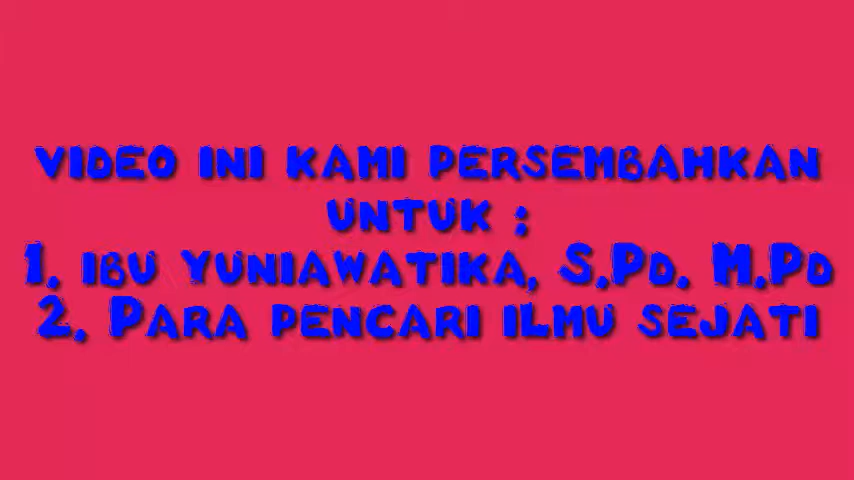 VIDEO INI KAMI PERSEMBAHKAN
UNTUK :
1. IBU YUNIAWATIKA, S.Pd. M.Pd
2. PARA PENCARI ILMU SEJATI